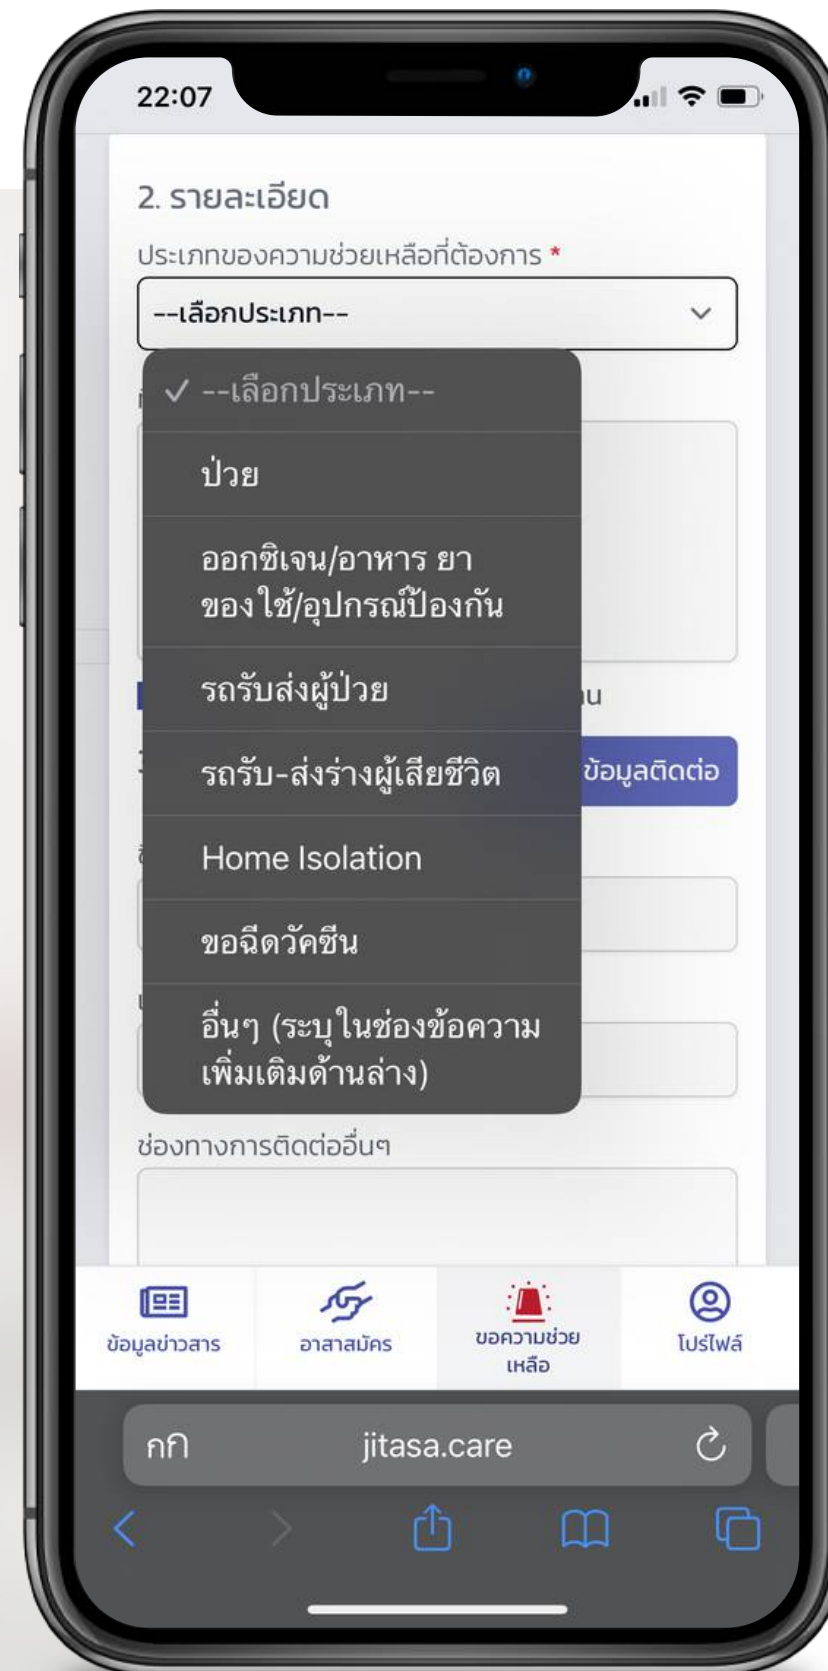 22:07
2. รายละเอียด
ประเภทของความช่วยเหลือที่ต้องการ *
--เลือกประเภท--
✓ --เลือกประเภท--
ป่วย
ออกซิเจน/อาหาร ยา
ของใช้/อุปกรณ์ป้องกัน
รถรับส่งผู้ป่วย
รถรับ-ส่งร่างผู้เสียชีวิต
ข้อมูลติดต่อ
Home Isolation
ขอฉีดวัคซีน
อื่นๆ (ระบุในช่องข้อความ
เพิ่มเติมด้านล่าง)
ช่องทางการติดต่ออื่นๆ
ข้อมูลข่าวสาร
อาสาสมัคร
ขอความช่วย
เหลือ
โปรไฟล์
กก jitasa.care